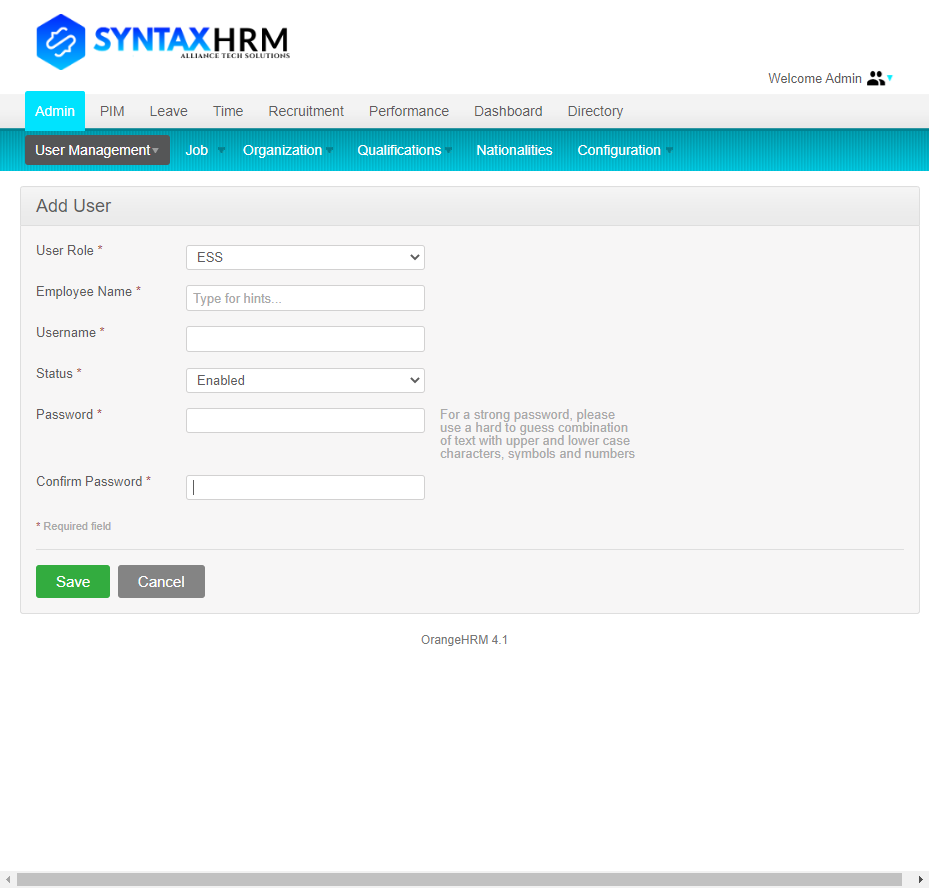 SYNTAXHRM
ALLIANCE TECH SOLUTIONS
Welcome Admin
Admin PIM Leave Time Recruitment Performance Dashboard Directory
User Management Job Organization Qualifications Nationalities Configuration
Add User
User Role * ESS
Employee Name * Type for hints...
Username *
Status * Enabled
Password * For a strong password, please
use a hard to guess combination
of text with upper and lower case
characters, symbols and numbers
Confirm Password *
* Required field
Save Cancel
OrangeHRM 4.1